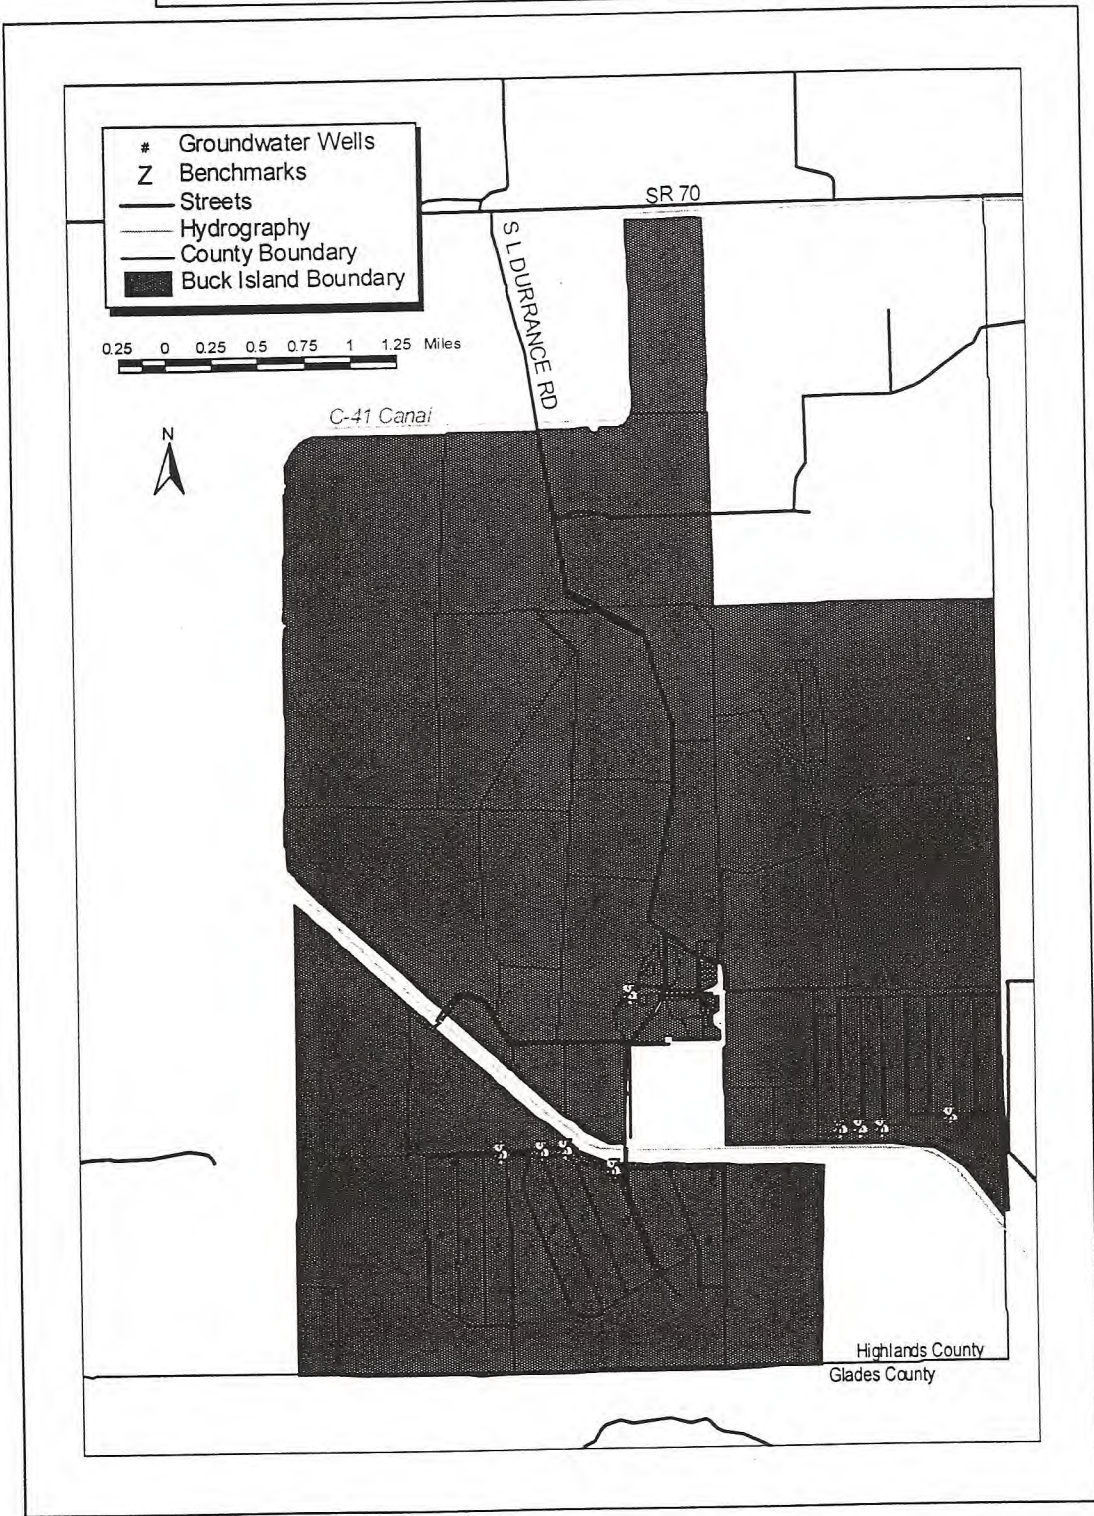 # Groundwater Wells
Z Benchmarks
Streets
Hydrography
County Boundary
Buck Island Boundary
SR 70
S L DURRANCE RD
0.25 0 0.25 0.5 0.75 1 1.25 Miles
C-41 Canal
N
Highlands County
Glades County